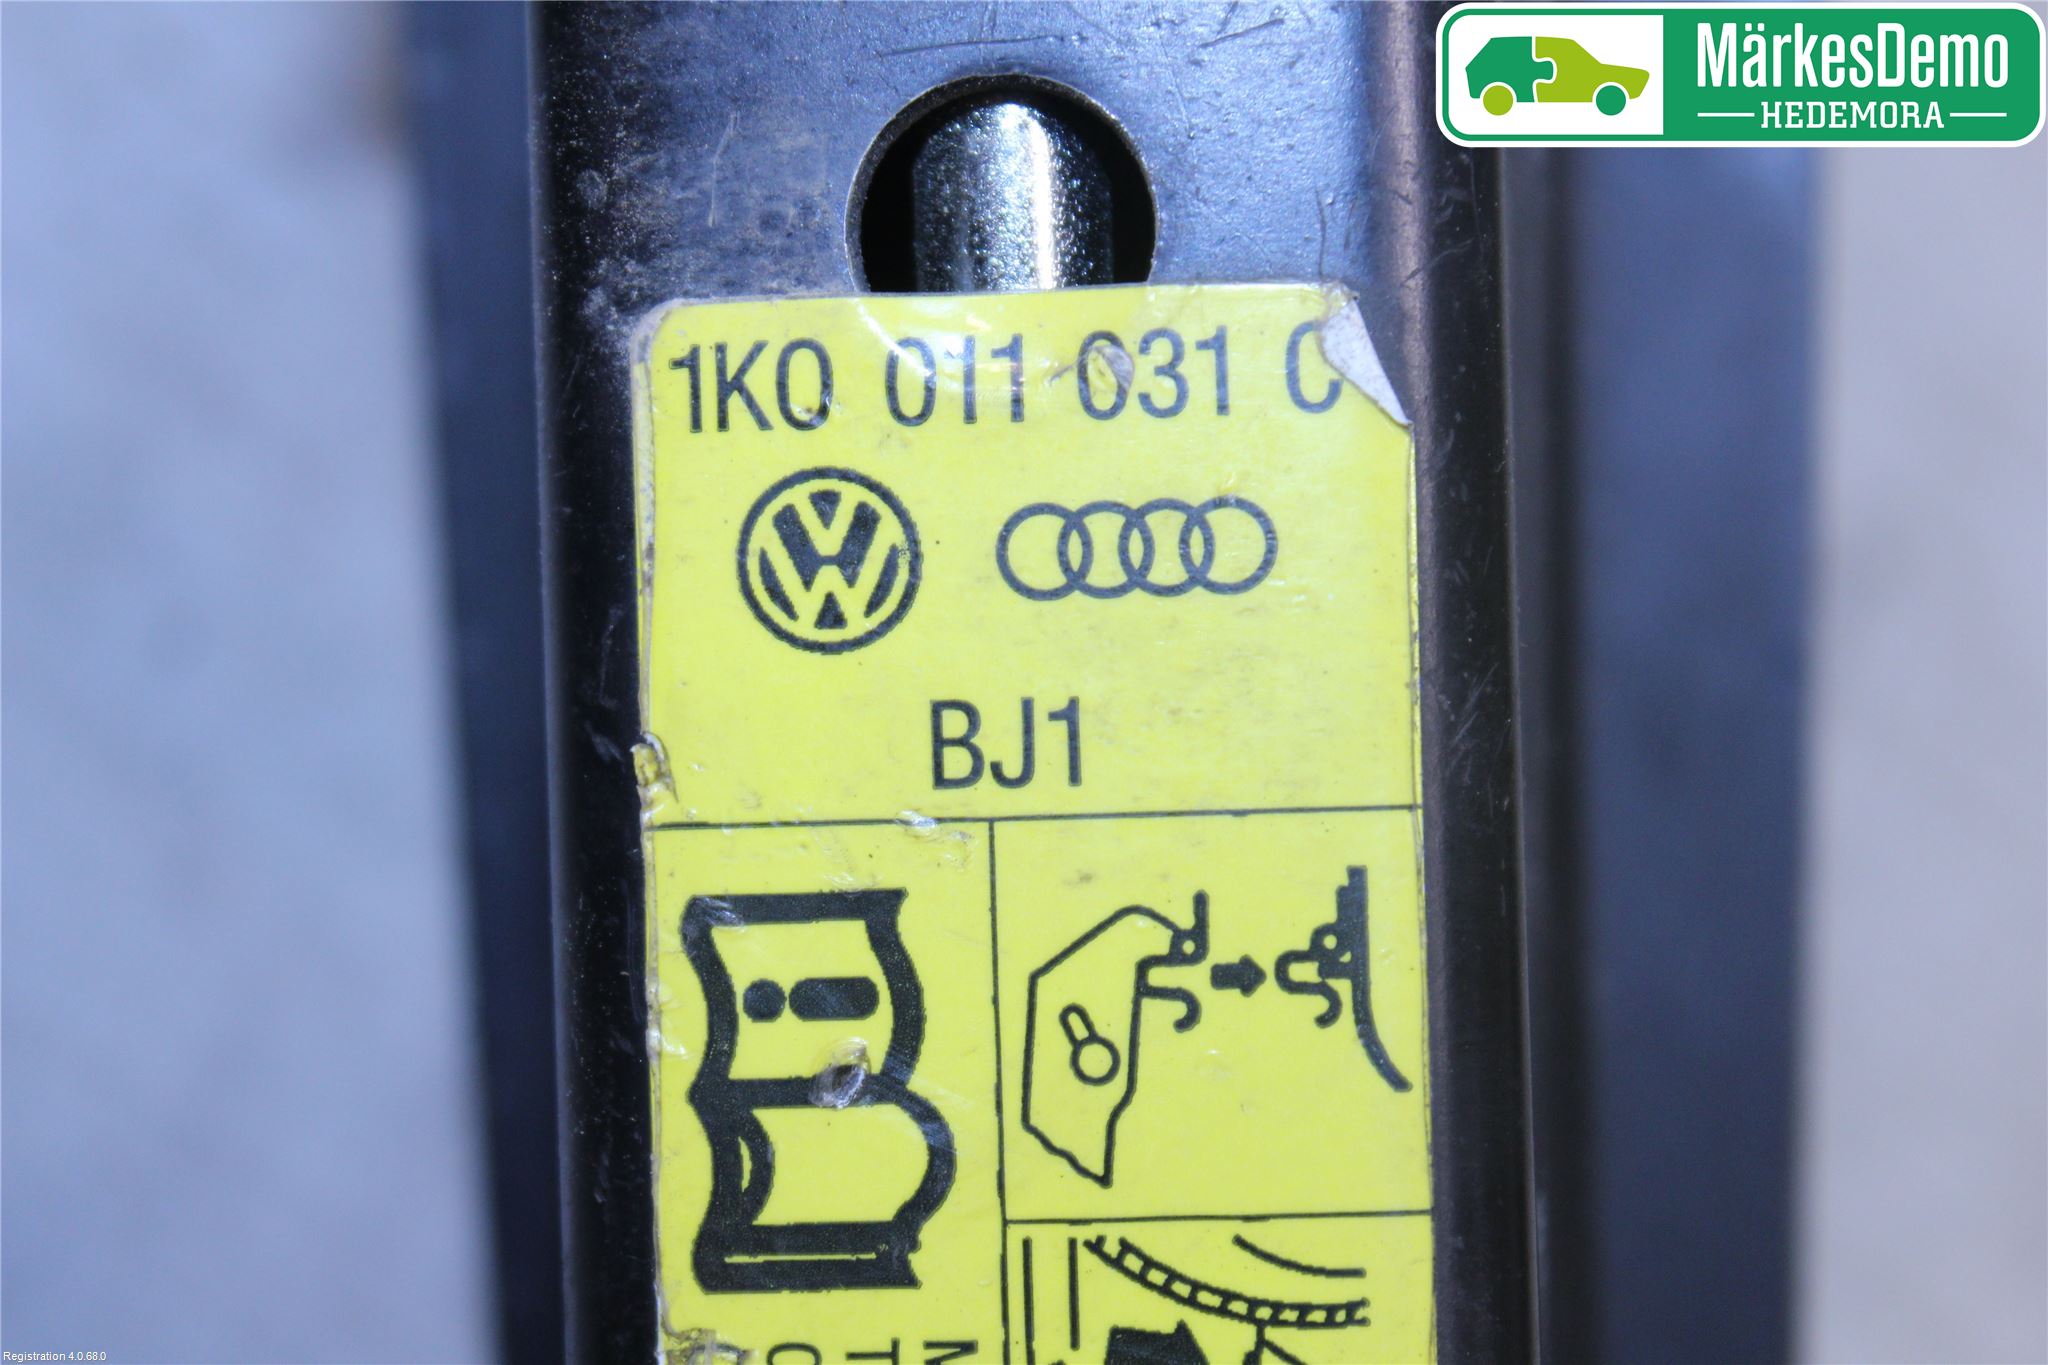 MärkesDemo
HEDEMORA
1K0 011 031 C
BJ1
Registration 4.0.68.0